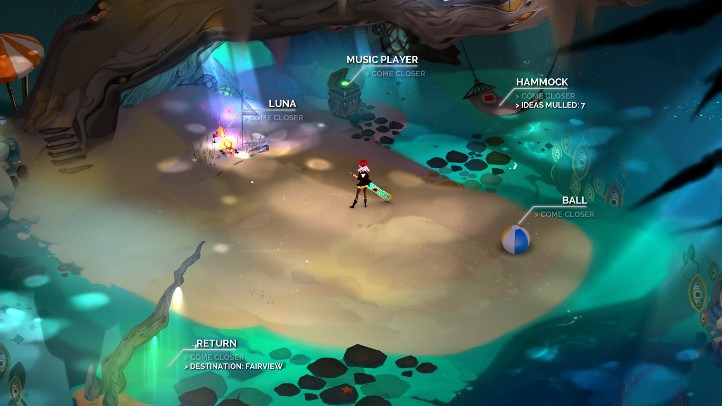 MUSIC PLAYER
> COME CLOSER
HAMMOCK
> COME CLOSER
> IDEAS MULLED: 7
LUNA
> COME CLOSER
BALL
> COME CLOSER
RETURN
> COME CLOSER
> DESTINATION: FAIRVIEW